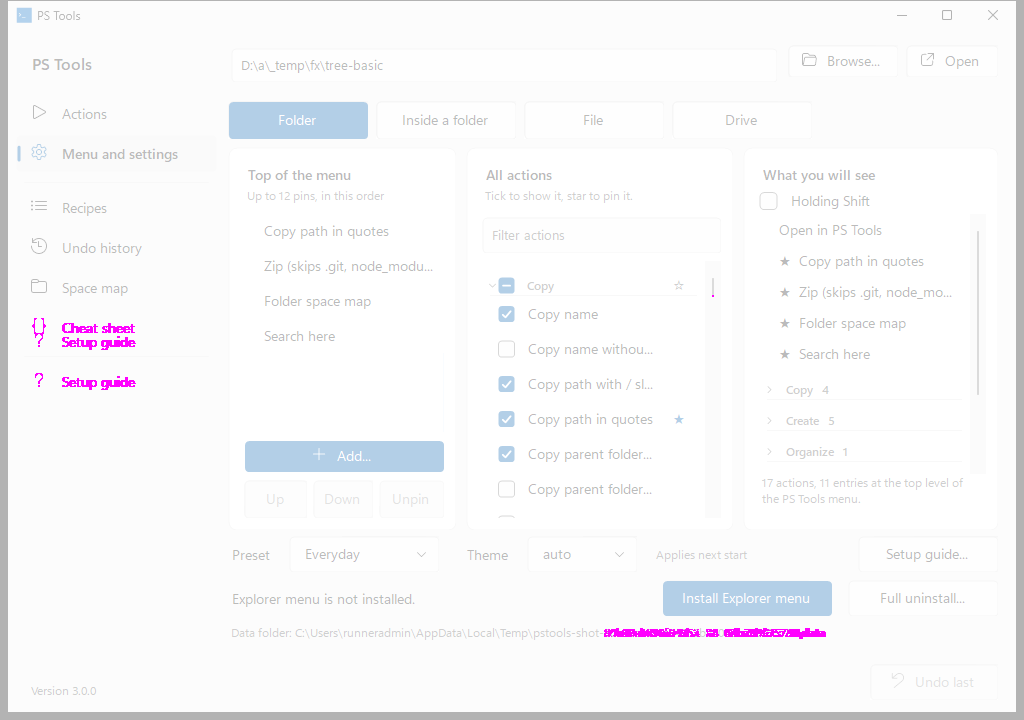 PS Tools
PS Tools
D:\a\_temp\fx\tree-basic
Browse...
Open
Actions
Menu and settings
Recipes
Undo history
Space map
Cheat sheet
Setup guide
Setup guide
Folder
Inside a folder
File
Drive
Top of the menu
Up to 12 pins, in this order
Copy path in quotes
Zip (skips .git, node_modu...
Folder space map
Search here
Add...
Up
Down
Unpin
All actions
Tick to show it, star to pin it.
Filter actions
Copy
Copy name
Copy name withou...
Copy path with / sl...
Copy path in quotes
Copy parent folder...
Copy parent folder...
What you will see
Holding Shift
Open in PS Tools
★ Copy path in quotes
★ Zip (skips .git, node_mo...
★ Folder space map
★ Search here
Copy 4
Create 5
Organize 1
17 actions, 11 entries at the top level of
the PS Tools menu.
Preset
Everyday
Theme
auto
Applies next start
Setup guide...
Explorer menu is not installed.
Install Explorer menu
Full uninstall...
Data folder: C:\Users\runneradmin\AppData\Local\Temp\pstools-shot-
Undo last
Version 3.0.0